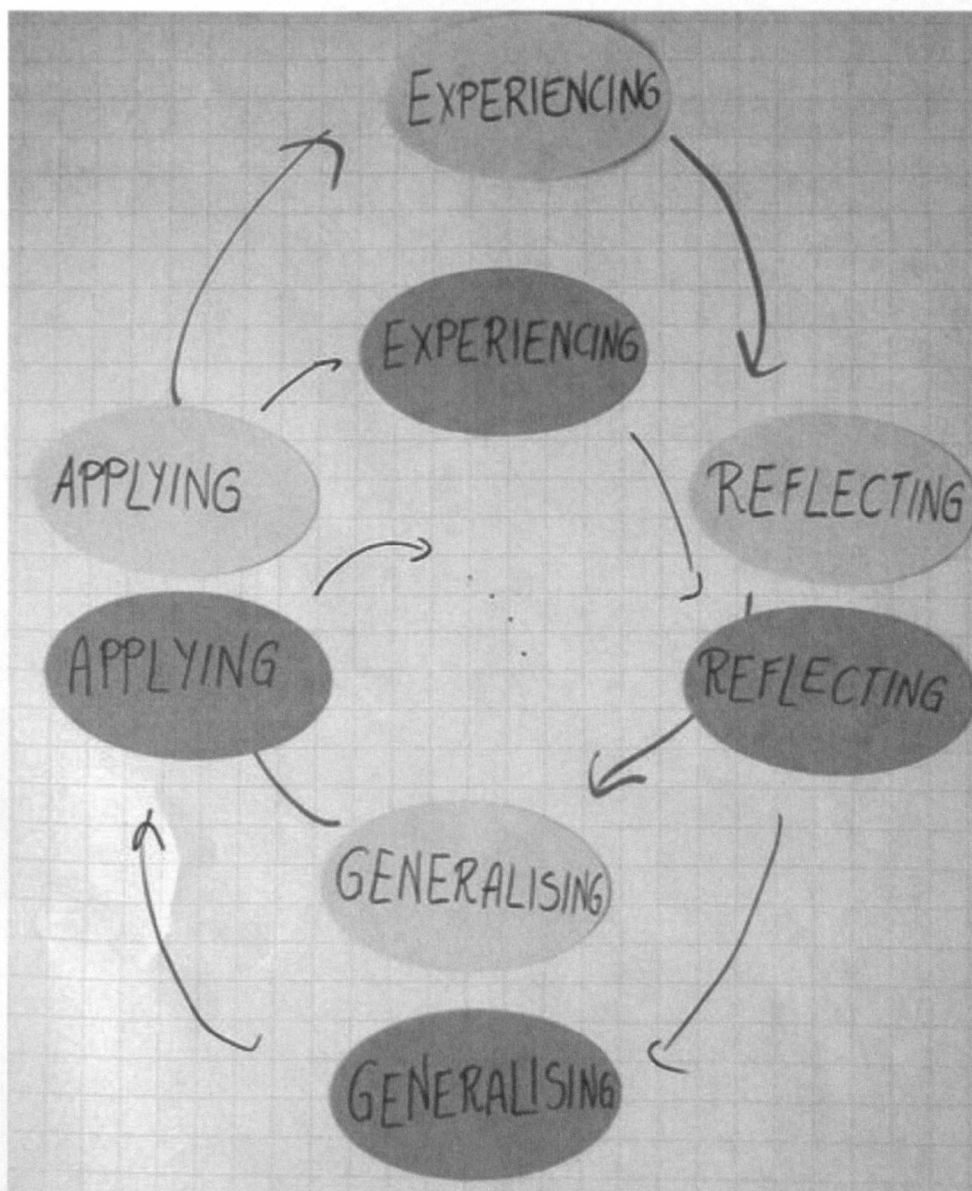 EXPERIENCING
EXPERIENCING
APPLYING
REFLECTING
APPLYING
REFLECTING
GENERALISING
GENERALISING